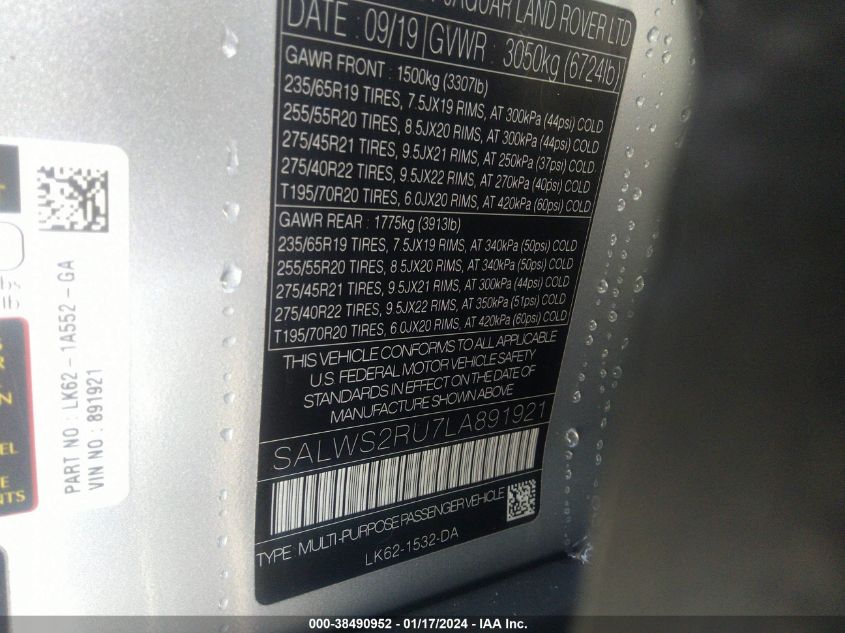 JAGUAR LAND ROVER LTD
DATE : 09/19 GVWR : 3050kg (6724lb)
GAWR FRONT : 1500kg (3307lb)
235/65R19 TIRES, 7.5JX19 RIMS, AT 300kPa (44psi) COLD
255/55R20 TIRES, 8.5JX20 RIMS, AT 300kPa (44psi) COLD
275/45R21 TIRES, 9.5JX21 RIMS, AT 250kPa (37psi) COLD
275/40R22 TIRES, 9.5JX22 RIMS, AT 270kPa (40psi) COLD
T195/70R20 TIRES, 6.0JX20 RIMS, AT 420kPa (60psi) COLD
GAWR REAR : 1775kg (3913lb)
235/65R19 TIRES, 7.5JX19 RIMS, AT 340kPa (50psi) COLD
255/55R20 TIRES, 8.5JX20 RIMS, AT 340kPa (50psi) COLD
275/45R21 TIRES, 9.5JX21 RIMS, AT 300kPa (44psi) COLD
275/40R22 TIRES, 9.5JX22 RIMS, AT 350kPa (51psi) COLD
T195/70R20 TIRES, 6.0JX20 RIMS, AT 420kPa (60psi) COLD
THIS VEHICLE CONFORMS TO ALL APPLICABLE
U.S. FEDERAL MOTOR VEHICLE SAFETY
STANDARDS IN EFFECT ON THE DATE OF
MANUFACTURE SHOWN ABOVE
SALWS2RU7LA891921
TYPE: MULTI-PURPOSE PASSENGER VEHICLE
LK62-1532-DA
PART NO : LK62 - 1A552 - GA
VIN NO : 891921
000-38490952 - 01/17/2024 - IAA Inc.